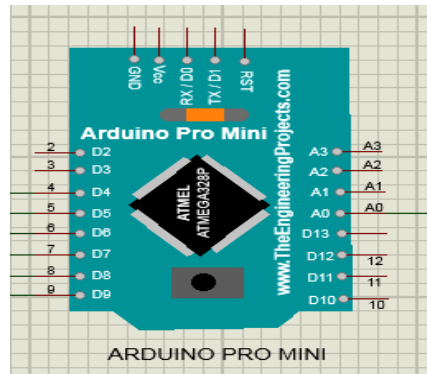 GND Vcc RX / D0 TX / D1 RST
Arduino Pro Mini
ATMEL
ATMEGA328P
www.TheEngineeringProjects.com
2 D2
3 D3
4 D4
5 D5
6 D6
7 D7
8 D8
9 D9
A3 A3
A2 A2
A1 A1
A0 A0
D13
D12 12
D11 11
D10 10
ARDUINO PRO MINI